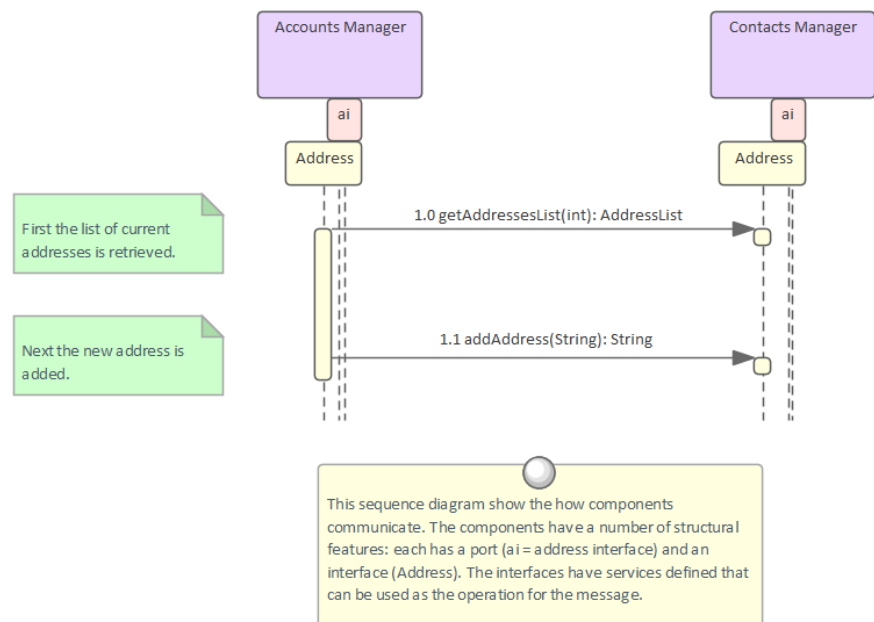 Accounts Manager
Contacts Manager
ai
ai
Address
Address
First the list of current
addresses is retrieved.
1.0 getAddressesList(int): AddressList
Next the new address is
added.
1.1 addAddress(String): String
This sequence diagram show the how components
communicate. The components have a number of structural
features: each has a port (ai = address interface) and an
interface (Address). The interfaces have services defined that
can be used as the operation for the message.